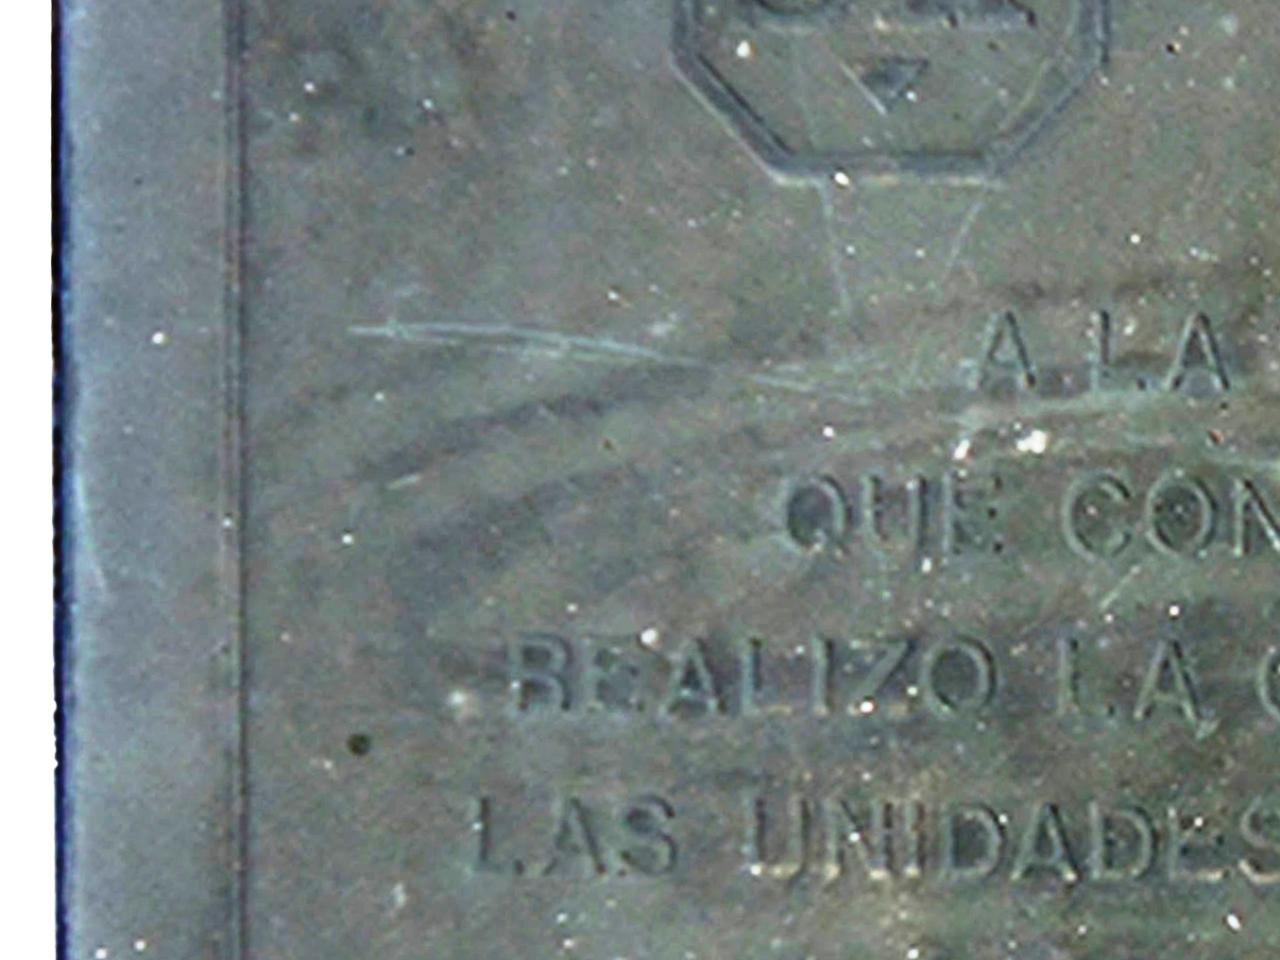 A LA
QUE CON
REALIZO LA
LAS UNIDADES